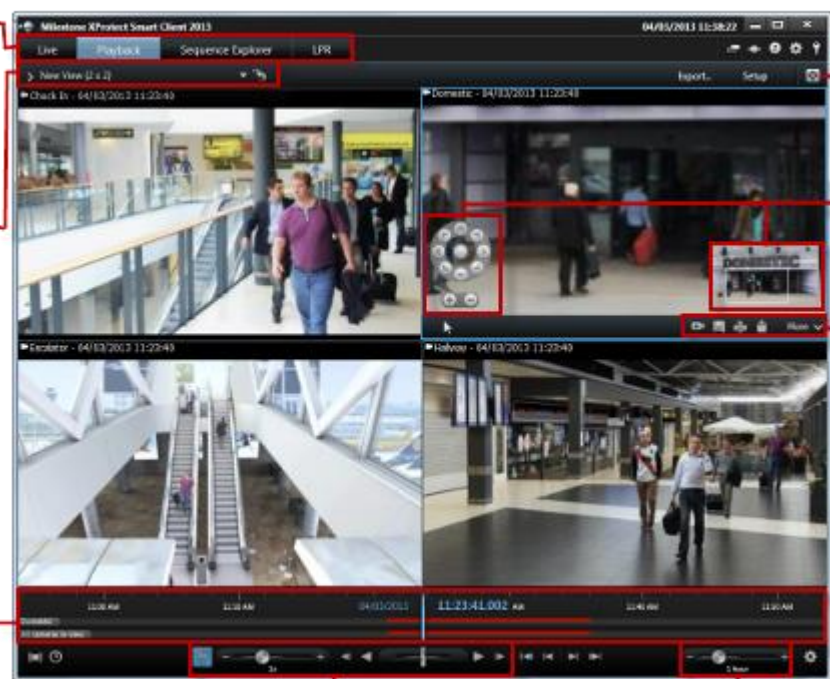 Milestone XProtect Smart Client 2013
04/03/2013 11:38:22
Live Playback Sequence Explorer LPR
New View (2 x 2)
Export... Setup
Check In - 04/03/2013 11:23:40
Domestic - 04/03/2013 11:23:40
DOMESTIC
More
Escalator - 04/03/2013 11:23:40
Hallway - 04/03/2013 11:23:40
11:00 AM 11:10 AM 04/03/2013 11:23:41.002 AM 11:40 AM 11:50 AM
1x
1 Hour